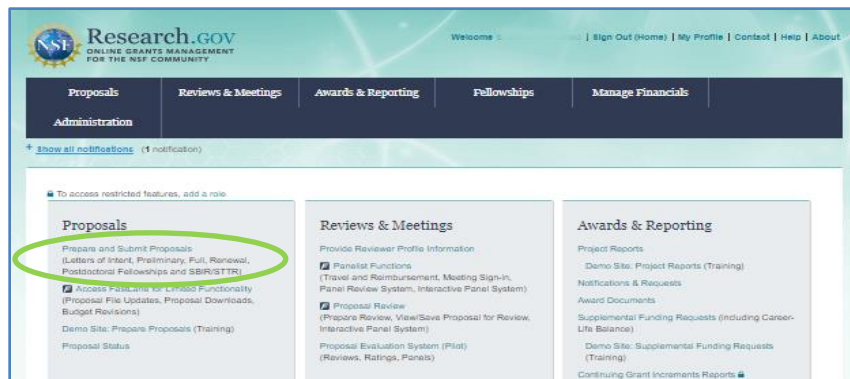 NSF
Research.gov
ONLINE GRANTS MANAGEMENT
FOR THE NSF COMMUNITY
Welcome | Sign Out (Home) | My Profile | Contact | Help | About
Proposals Reviews & Meetings Awards & Reporting Fellowships Manage Financials
Administration
+ Show all notifications (1 notification)
To access restricted features, add a role
Proposals
Prepare and Submit Proposals
(Letters of Intent, Preliminary, Full, Renewal,
Postdoctoral Fellowships and SBIR/STTR)
Access FastLane for Limited Functionality
(Proposal File Updates, Proposal Downloads,
Budget Revisions)
Demo Site: Prepare Proposals (Training)
Proposal Status
Reviews & Meetings
Provide Reviewer Profile Information
Panelist Functions
(Travel and Reimbursement, Meeting Sign-in,
Panel Review System, Interactive Panel System)
Proposal Review
(Prepare Review, View/Save Proposal for Review,
Interactive Panel System)
Proposal Evaluation System (Pilot)
(Reviews, Ratings, Panels)
Awards & Reporting
Project Reports
Demo Site: Project Reports (Training)
Notifications & Requests
Award Documents
Supplemental Funding Requests (including Career-
Life Balance)
Demo Site: Supplemental Funding Requests
(Training)
Continuing Grant Increments Reports